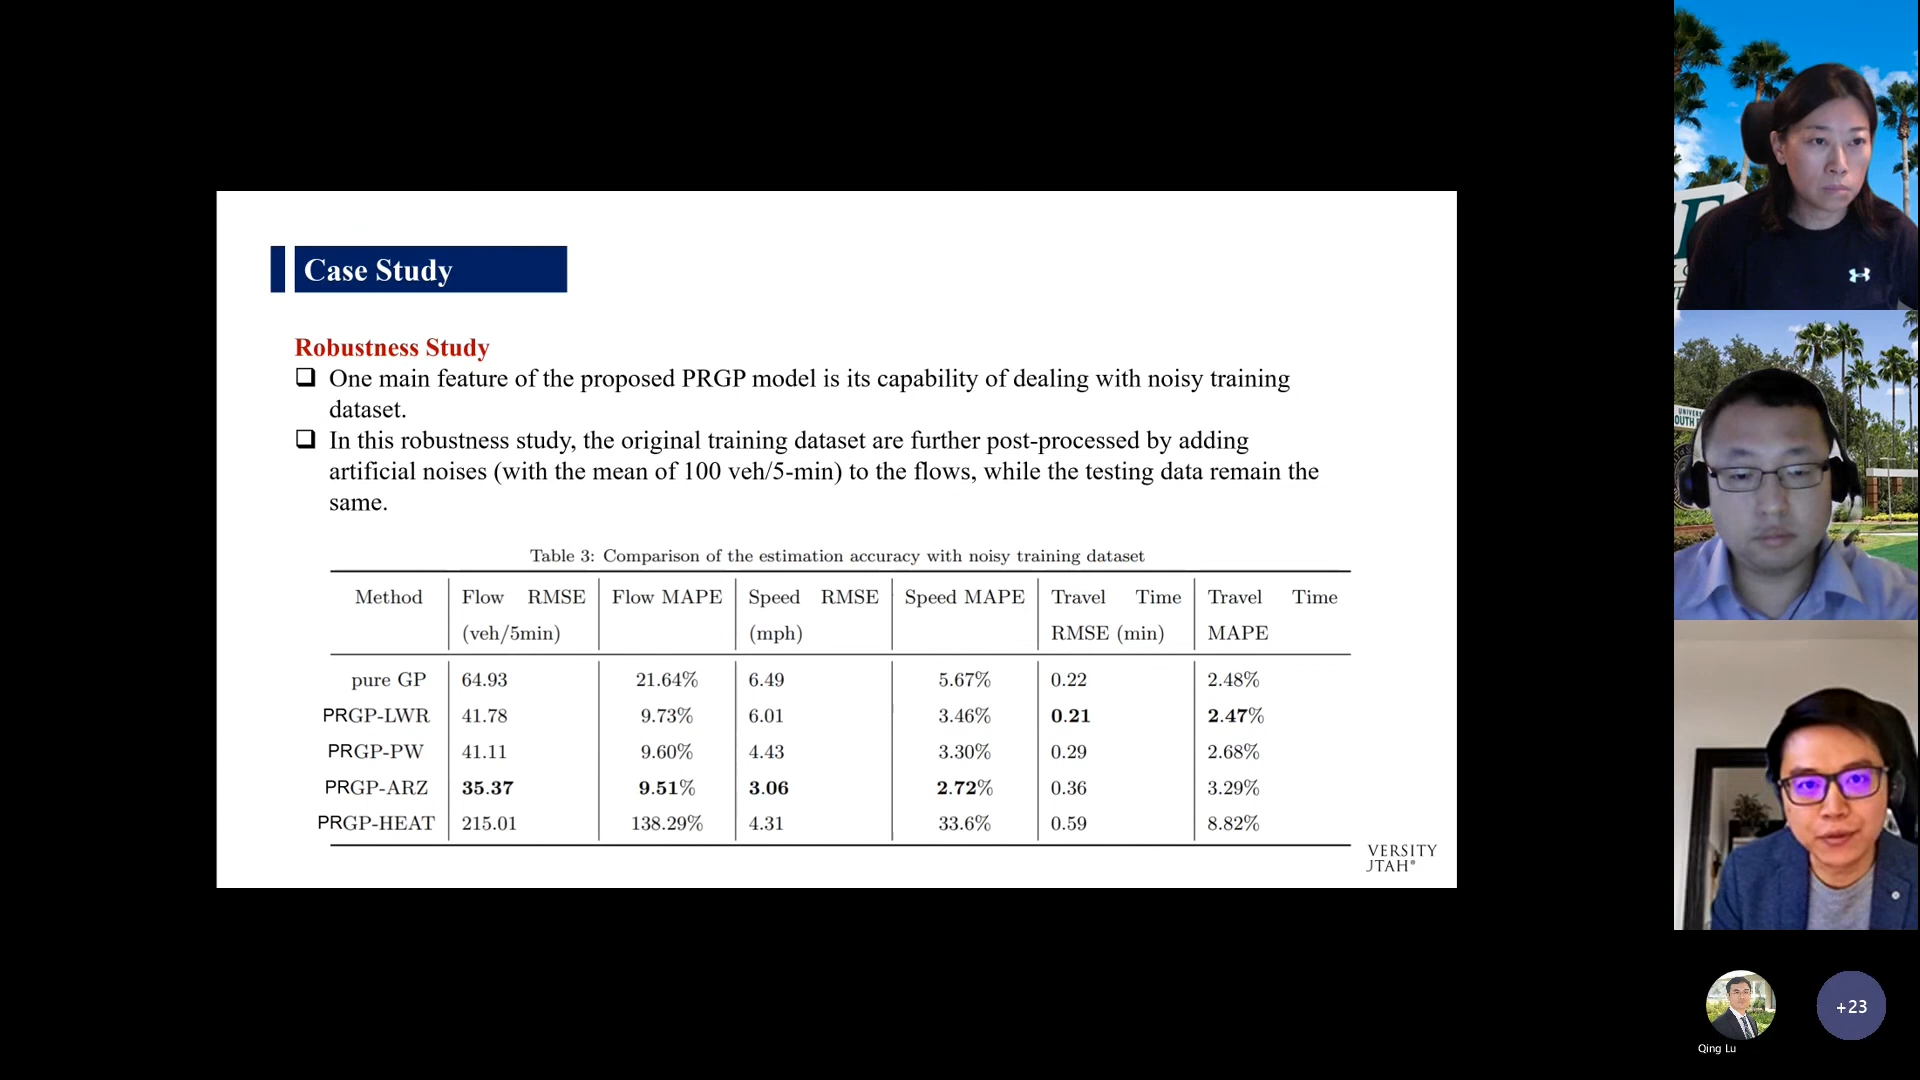 Case Study
Robustness Study
One main feature of the proposed PRGP model is its capability of dealing with noisy training
dataset.
In this robustness study, the original training dataset are further post-processed by adding
artificial noises (with the mean of 100 veh/5-min) to the flows, while the testing data remain the
same.
Table 3: Comparison of the estimation accuracy with noisy training dataset
Method Flow RMSE (veh/5min) Flow MAPE Speed RMSE (mph) Speed MAPE Travel Time RMSE (min) Travel Time MAPE
pure GP 64.93 21.64% 6.49 5.67% 0.22 2.48%
PRGP-LWR 41.78 9.73% 6.01 3.46% 0.21 2.47%
PRGP-PW 41.11 9.60% 4.43 3.30% 0.29 2.68%
PRGP-ARZ 35.37 9.51% 3.06 2.72% 0.36 3.29%
PRGP-HEAT 215.01 138.29% 4.31 33.6% 0.59 8.82%
VERSITY
JTAH®
UNIVERS
OUTH
+23
Qing Lu